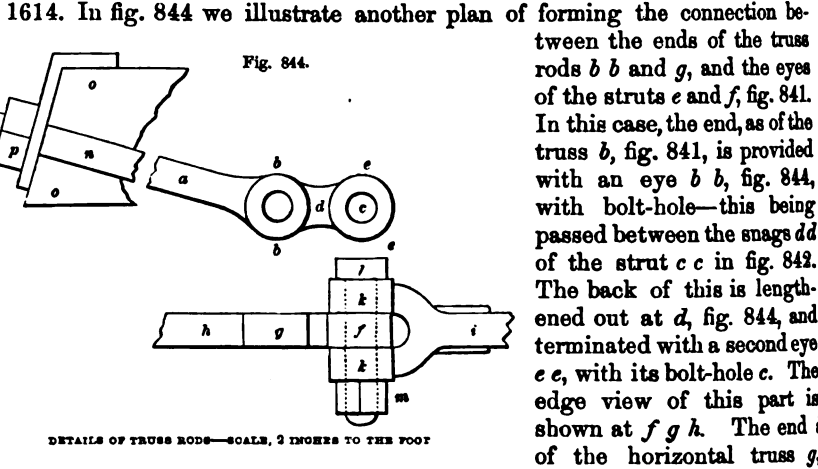 1614. In fig. 844 we illustrate another plan of forming the connection be-
tween the ends of the truss
rods b b and g, and the eyes
of the struts e and f, fig. 841.
In this case, the end, as of the
truss b, fig. 841, is provided
with an eye b b, fig. 844,
with bolt-hole—this being
passed between the snags d d
of the strut c c in fig. 842.
The back of this is length-
ened out at d, fig. 844, and
terminated with a second eye
e e, with its bolt-hole c. The
edge view of this part is
shown at f g h. The end
of the horizontal truss g,
Fig. 844.
o
p
n
o
a
b
e
d
c
b
e
l
k
h
g
f
i
k
m
DETAILS OF TRUSS RODS—SCALE, 2 INCHES TO THE FOOT